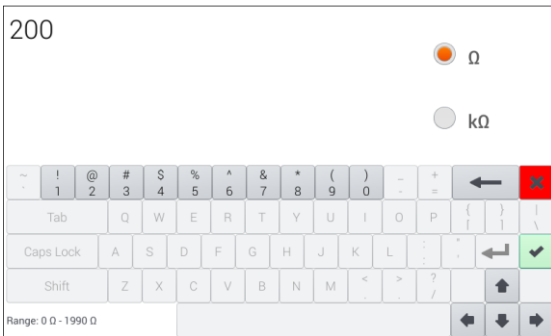 200
Ω
kΩ
~ ! @ # $ % ^ & * ( ) _ +
` 1 2 3 4 5 6 7 8 9 0 - =
Tab Q W E R T Y U I O P { } |
[ ] \
Caps Lock A S D F G H J K L : "
; '
Shift Z X C V B N M < > ?
, . /
Range: 0 Ω - 1990 Ω